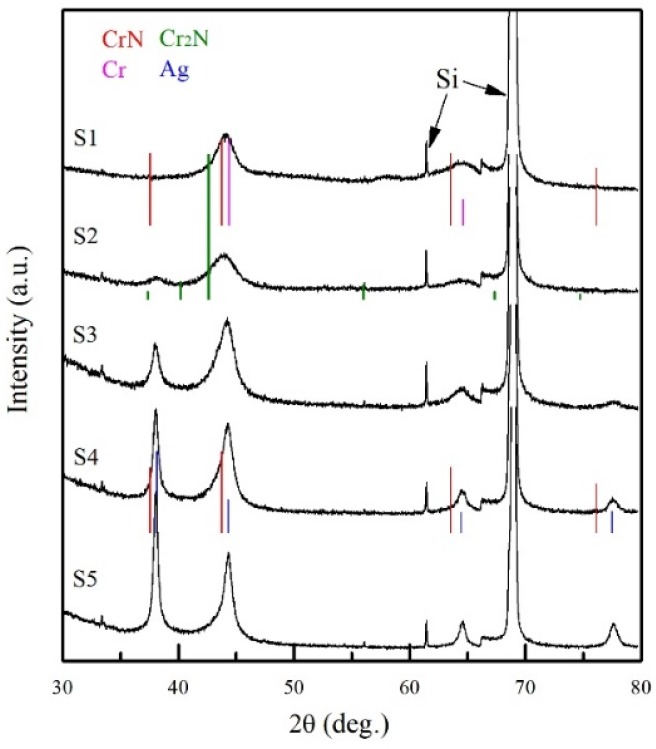 CrN Cr₂N
Cr Ag
Si
S1
S2
S3
S4
S5
Intensity (a.u.)
30 40 50 60 70 80
2θ (deg.)